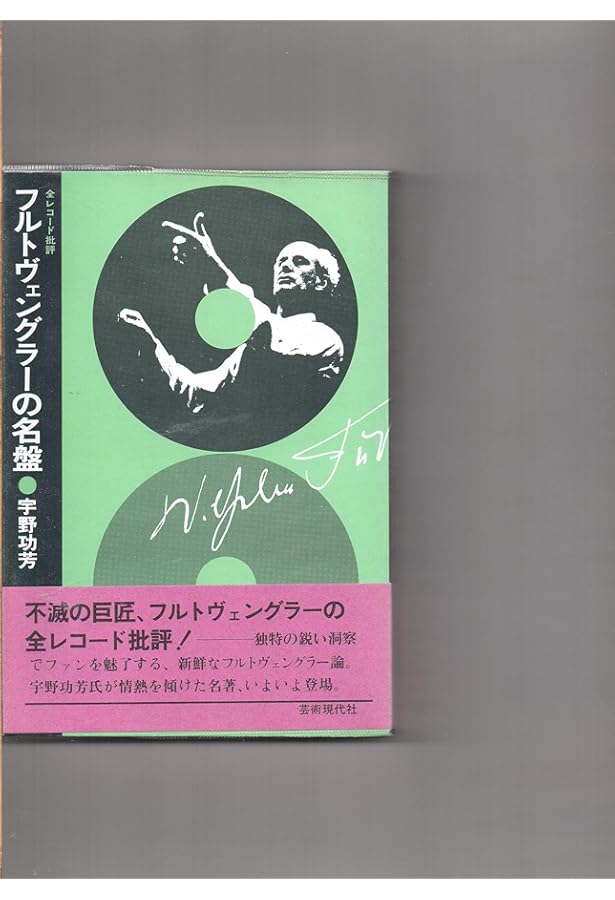 全レコード批評
フルトヴェングラーの名盤●宇野功芳
Wilhelm Fur
不滅の巨匠、フルトヴェングラーの
全レコード批評!――独特の鋭い洞察
でファンを魅了する、新鮮なフルトヴェングラー論。
宇野功芳氏が情熱を傾けた名著、いよいよ登場。
芸術現代社